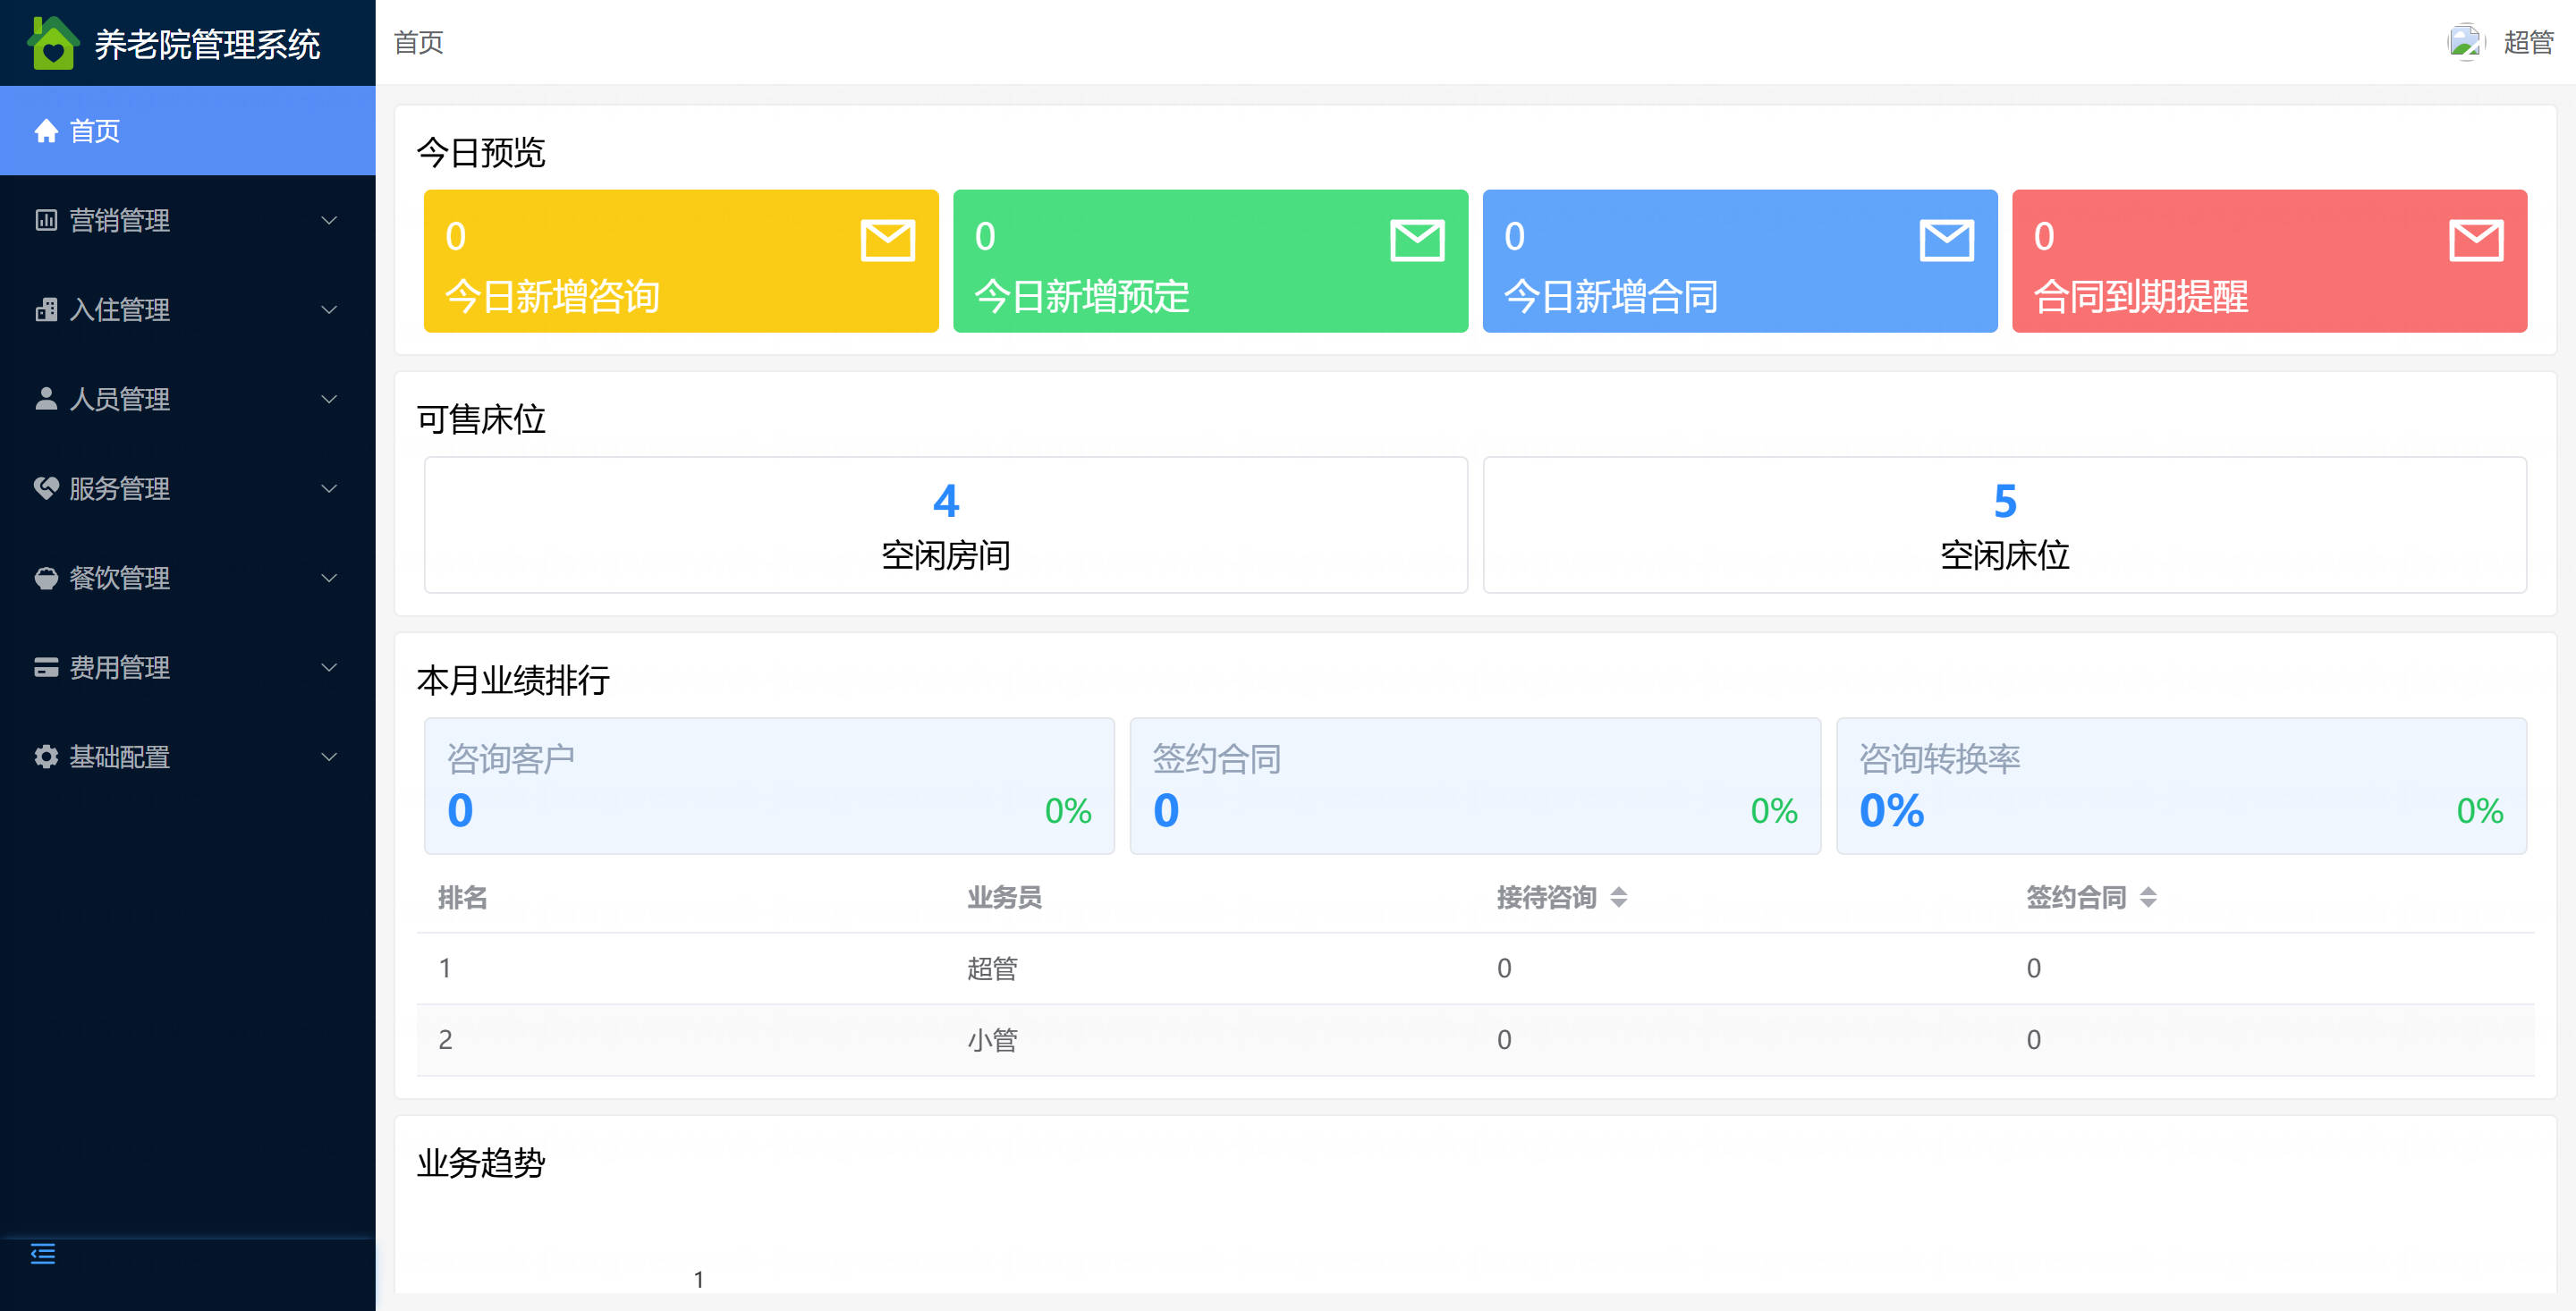 养老院管理系统
首页
超管
首页
营销管理
入住管理
人员管理
服务管理
餐饮管理
费用管理
基础配置
今日预览
0
今日新增咨询
0
今日新增预定
0
今日新增合同
0
合同到期提醒
可售床位
4
空闲房间
5
空闲床位
本月业绩排行
咨询客户
0 0%
签约合同
0 0%
咨询转换率
0% 0%
排名 业务员 接待咨询 签约合同
1 超管 0 0
2 小管 0 0
业务趋势
1